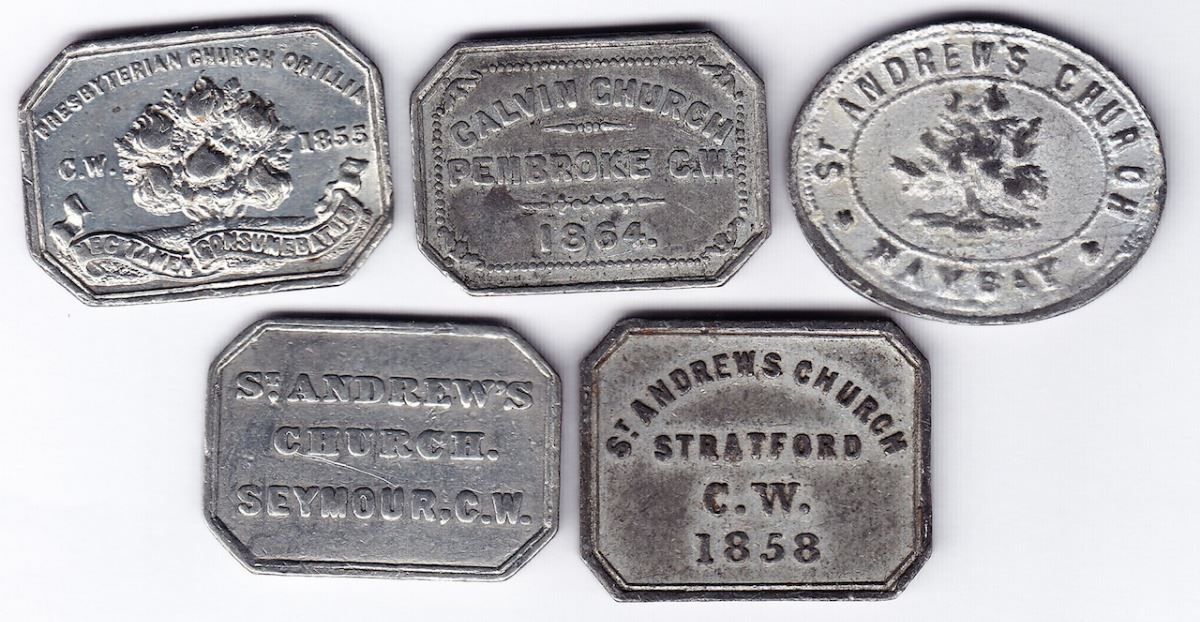 PRESBYTERIAN CHURCH ORILLIA
C.W. 1855
NEC TAMEN CONSUMEBATUR
CALVIN CHURCH
PEMBROKE C.W.
1864.
ST ANDREW'S CHURCH
RAMSAY
ST. ANDREW'S
CHURCH.
SEYMOUR, C.W.
ST ANDREWS CHURCH
STRATFORD
C.W.
1858